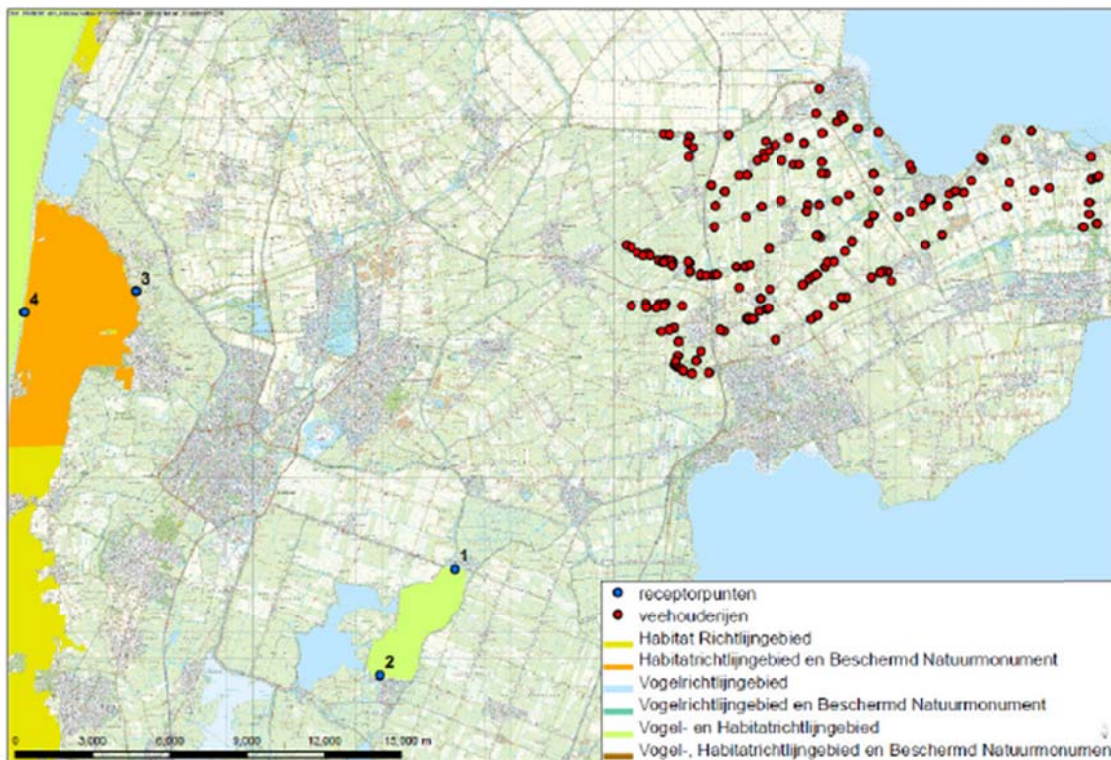 3
4
1
2
0 3,000 6,000 9,000 12,000 15,000 m
receptorpunten
veehouderijen
Habitat Richtlijngebied
Habitatrichtlijngebied en Beschermd Natuurmonument
Vogelrichtlijngebied
Vogelrichtlijngebied en Beschermd Natuurmonument
Vogel- en Habitatrichtlijngebied
Vogel-, Habitatrichtlijngebied en Beschermd Natuurmonumen